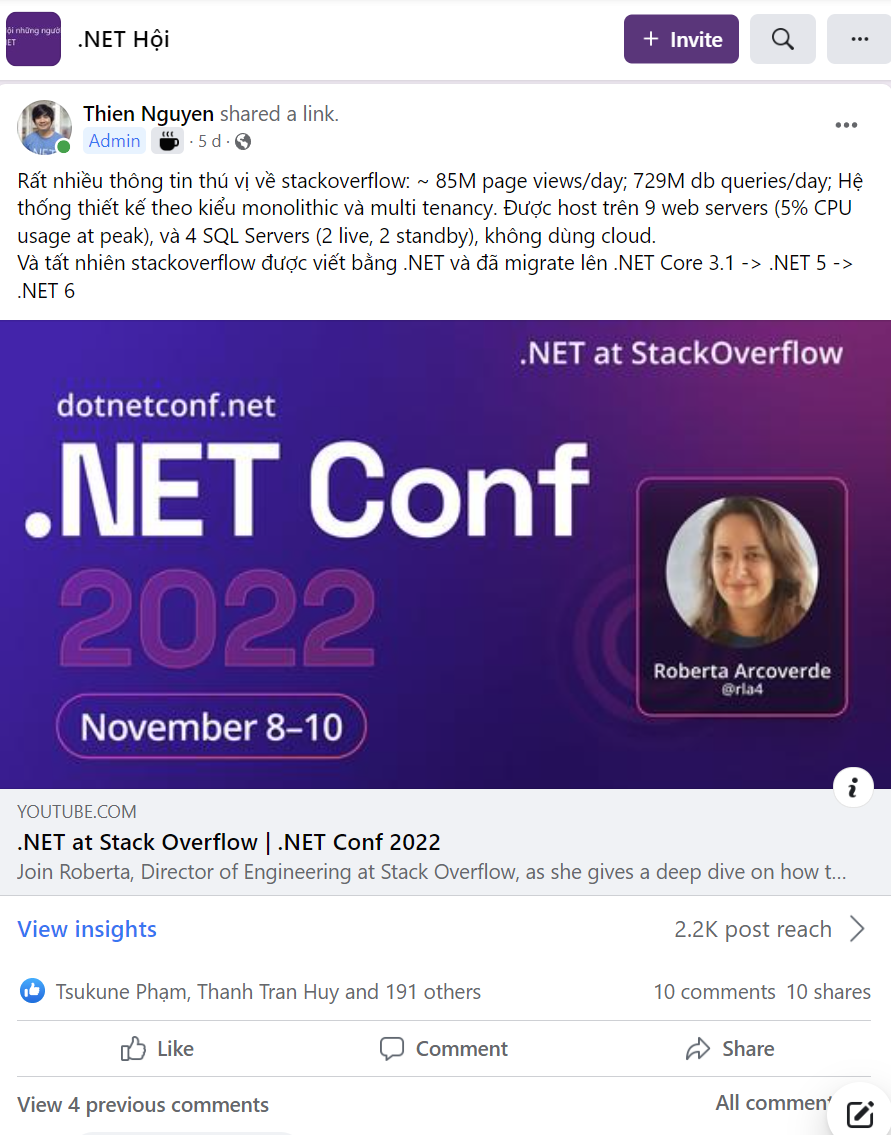 ội những ngườ
ET
.NET Hội
+ Invite
Thien Nguyen shared a link.
Admin · 5 d ·
Rất nhiều thông tin thú vị về stackoverflow: ~ 85M page views/day; 729M db queries/day; Hệ
thống thiết kế theo kiểu monolithic và multi tenancy. Được host trên 9 web servers (5% CPU
usage at peak), và 4 SQL Servers (2 live, 2 standby), không dùng cloud.
Và tất nhiên stackoverflow được viết bằng .NET và đã migrate lên .NET Core 3.1 -> .NET 5 ->
.NET 6
.NET at StackOverflow
dotnetconf.net
.NET Conf
2022
Roberta Arcoverde
@rla4
November 8–10
YOUTUBE.COM
.NET at Stack Overflow | .NET Conf 2022
Join Roberta, Director of Engineering at Stack Overflow, as she gives a deep dive on how t...
View insights
2.2K post reach
Tsukune Phạm, Thanh Tran Huy and 191 others
10 comments 10 shares
Like
Comment
Share
View 4 previous comments
All comment